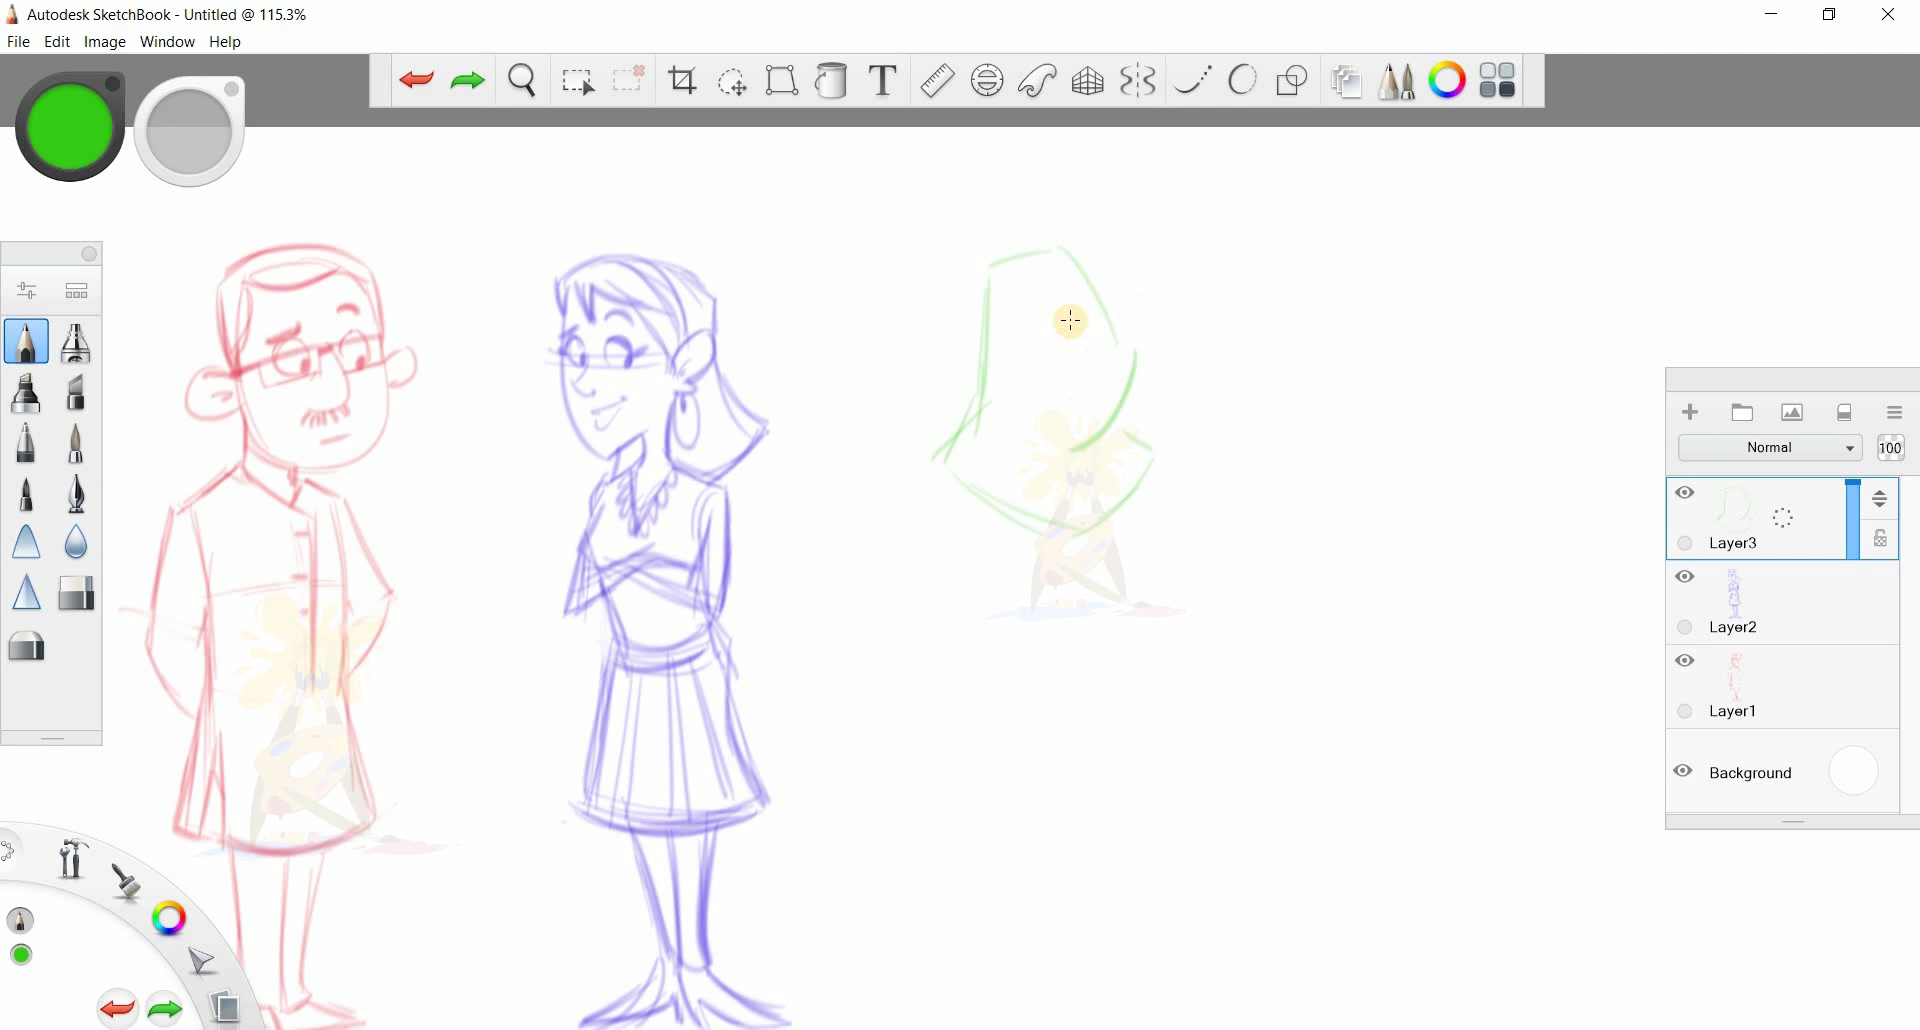 Autodesk SketchBook - Untitled @ 115.3%
File Edit Image Window Help
T
Normal 100
Layer3
Layer2
Layer1
Background